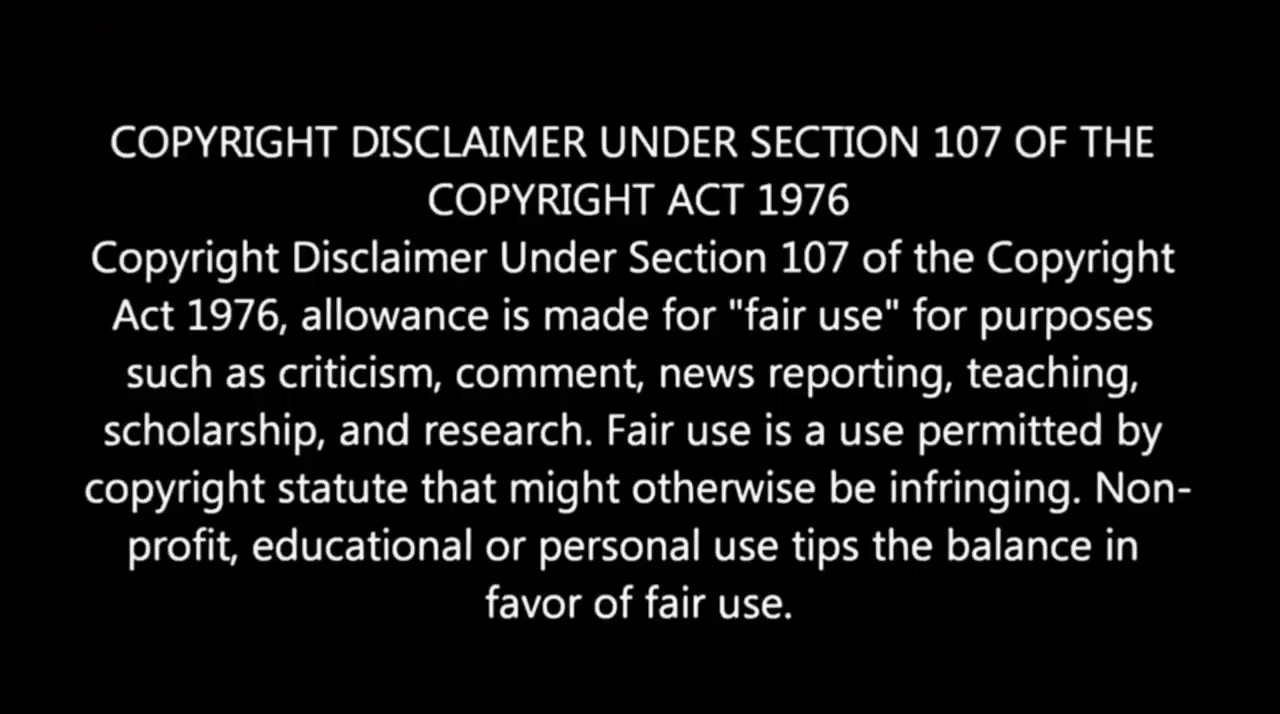 COPYRIGHT DISCLAIMER UNDER SECTION 107 OF THE
COPYRIGHT ACT 1976
Copyright Disclaimer Under Section 107 of the Copyright
Act 1976, allowance is made for "fair use" for purposes
such as criticism, comment, news reporting, teaching,
scholarship, and research. Fair use is a use permitted by
copyright statute that might otherwise be infringing. Non-
profit, educational or personal use tips the balance in
favor of fair use.